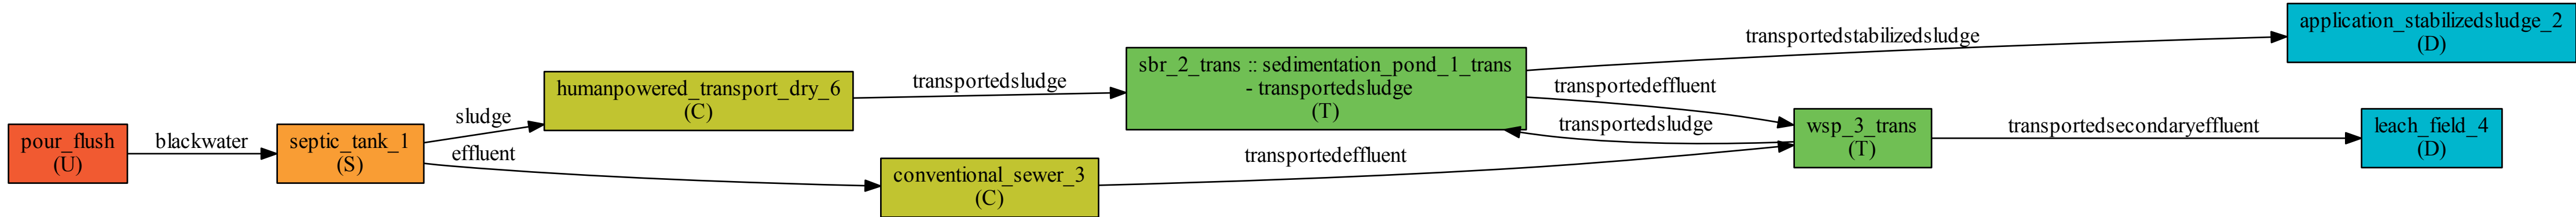 pour_flush
(U)
blackwater
septic_tank_1
(S)
sludge
effluent
humanpowered_transport_dry_6
(C)
conventional_sewer_3
(C)
transportedsludge
transportedeffluent
sbr_2_trans :: sedimentation_pond_1_trans
- transportedsludge
(T)
transportedstabilizedsludge
transportedeffluent
transportedsludge
wsp_3_trans
(T)
transportedsecondaryeffluent
application_stabilizedsludge_2
(D)
leach_field_4
(D)